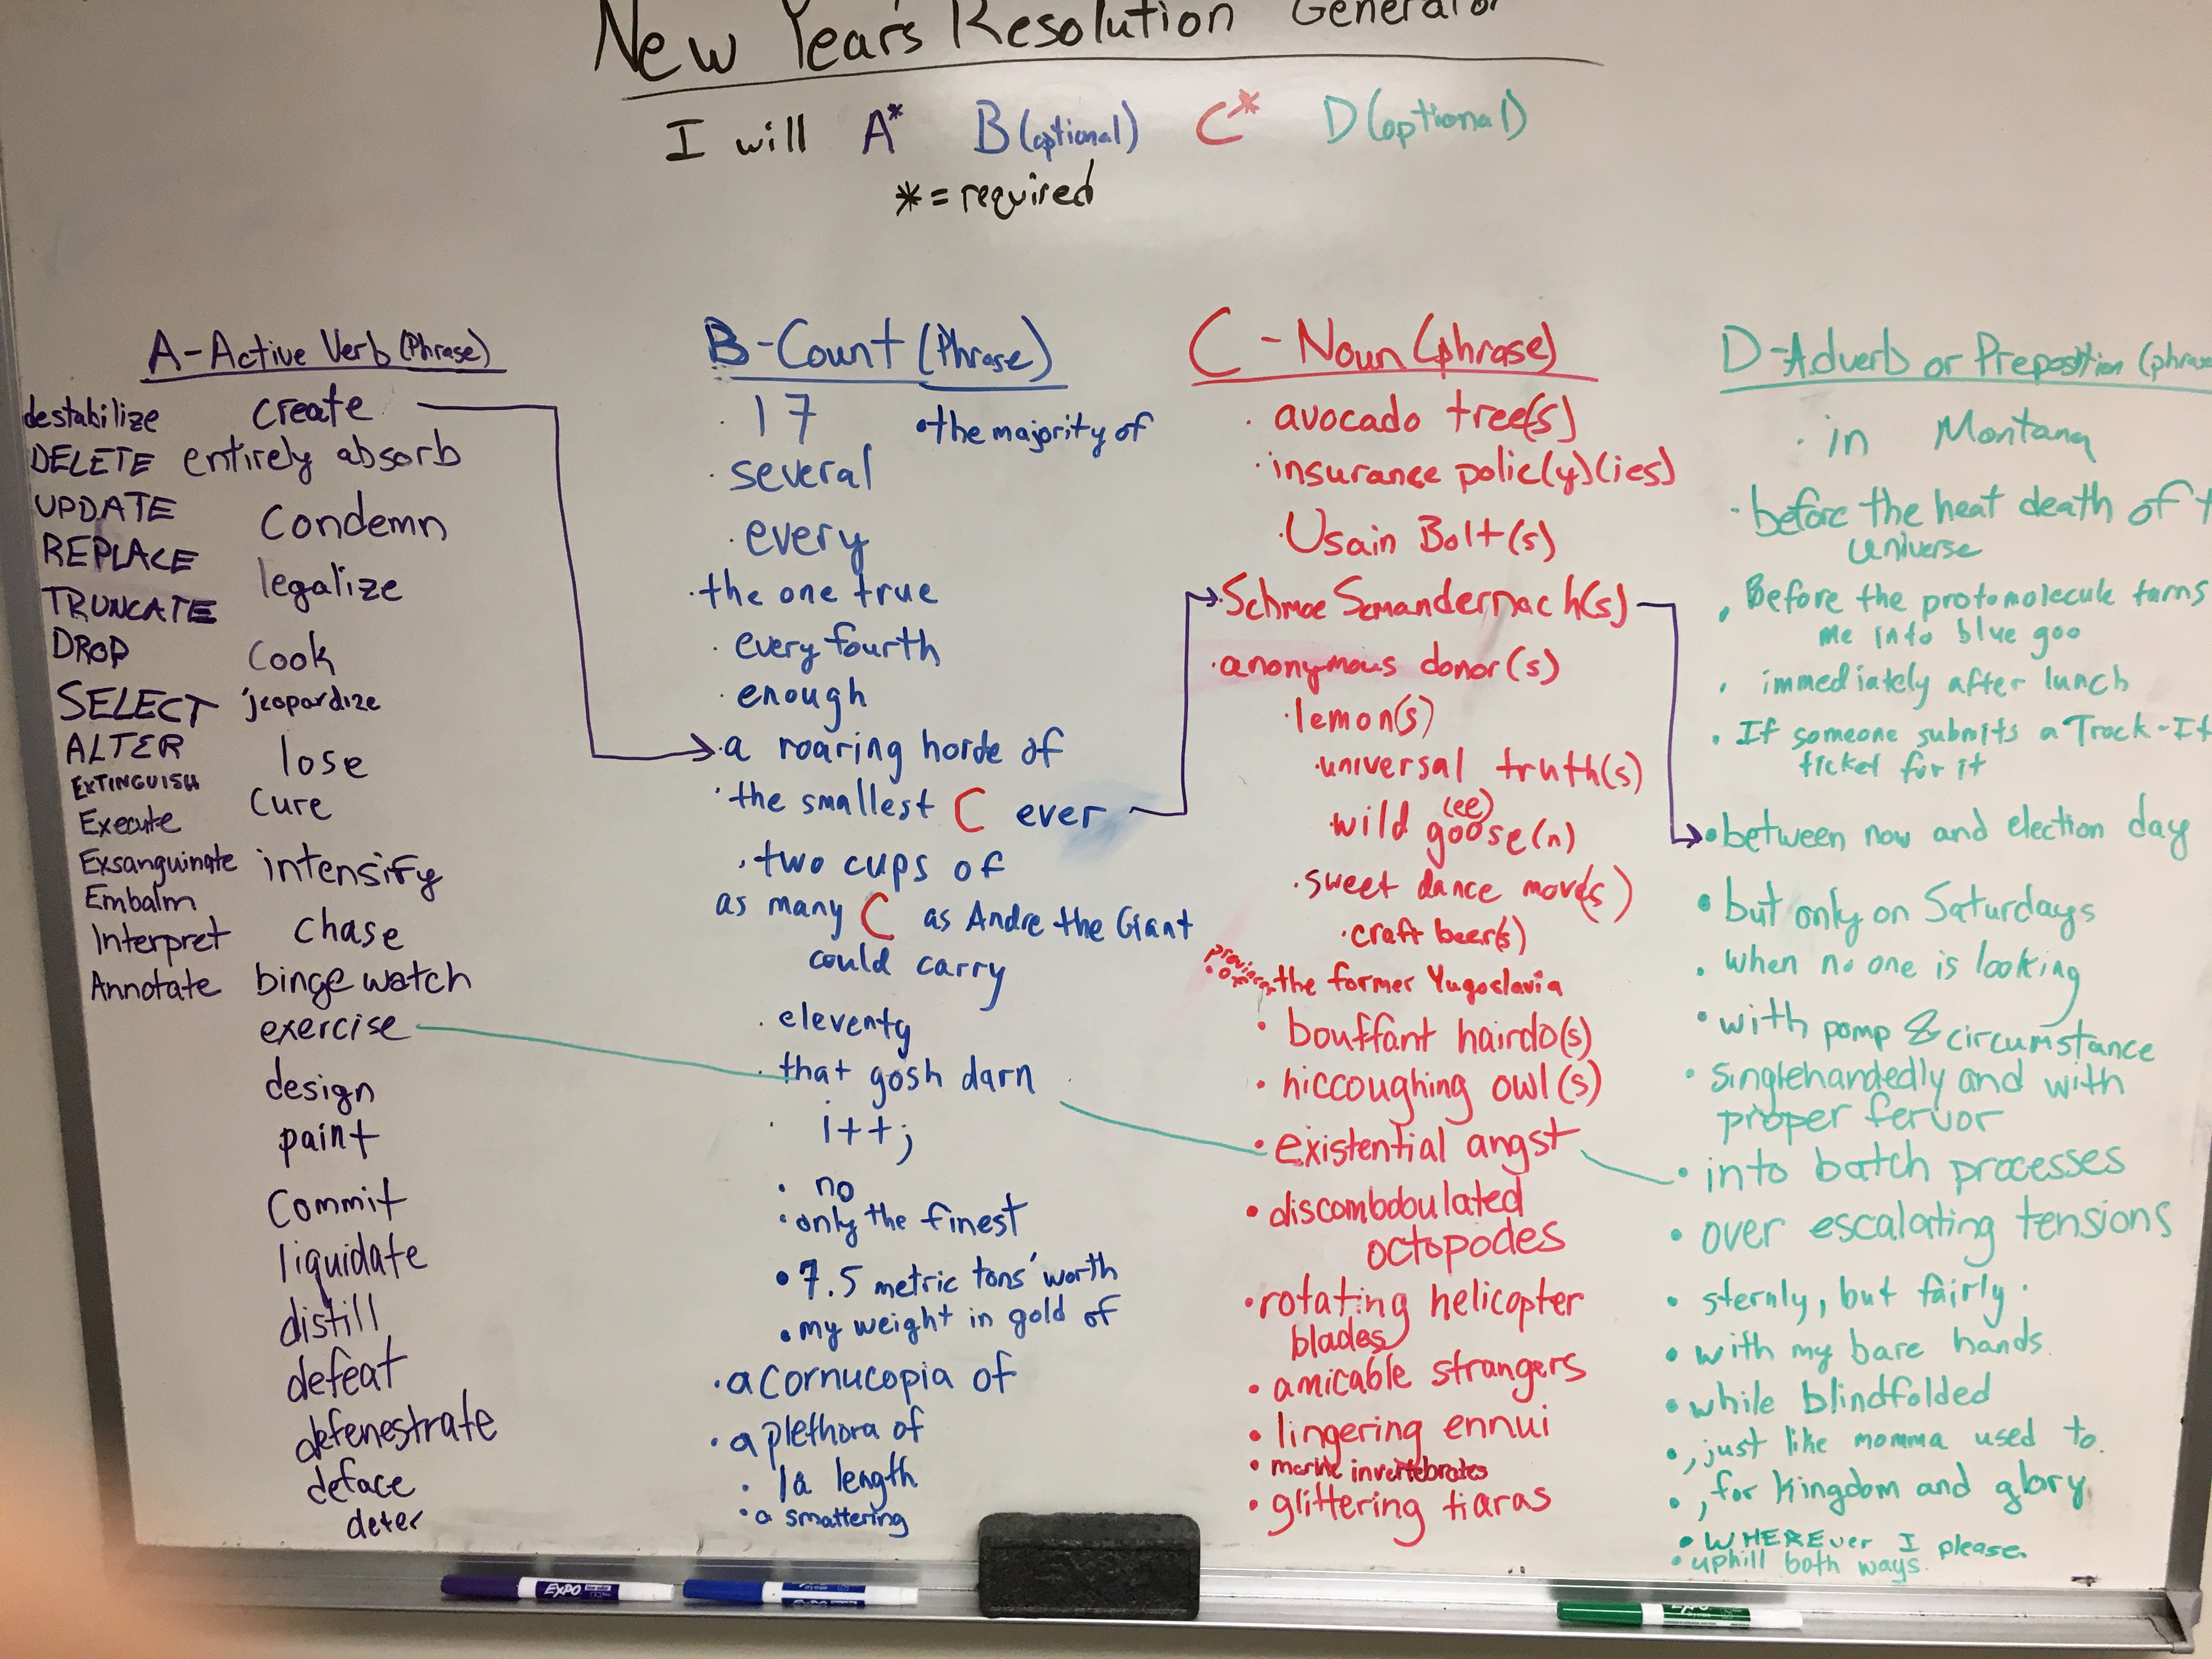 New Year's Resolution Generator
I will A* B (optional) C* D (optional)
* = required
A-Active Verb (Phrase)
destabilize
DELETE
UPDATE
REPLACE
TRUNCATE
DROP
SELECT
ALTER
EXTINGUISH
Execute
Exsanguinate
Embalm
Interpret
Annotate
create
entirely absorb
Condemn
legalize
Cook
jeopardize
lose
Cure
intensify
chase
binge watch
exercise
design
paint
Commit
liquidate
distill
defeat
defenestrate
deface
deter
B-Count (Phrase)
· 17 • the majority of
· several
· every
· the one true
· every fourth
· enough
· a roaring horde of
· the smallest C ever
· two cups of
as many C as Andre the Giant
could carry
· eleventy
· that gosh darn
· i++;
· no
· only the finest
• 7.5 metric tons' worth
• my weight in gold of
· a cornucopia of
· a plethora of
· la length
· a smattering
C - Noun (phrase)
· avocado tree(s)
· insurance polic(y)(ies)
· Usain Bolt(s)
· Schmoe Semandernach(s)
· anonymous donor(s)
· lemon(s)
· universal truth(s)
(ee)
· wild goose(n)
· sweet dance move(s)
· craft beer(s)
the former Yugoslavia
· bouffant hairdo(s)
· hiccoughing owl(s)
• existential angst
• discombobulated
octopodes
• rotating helicopter
blades
• amicable strangers
• lingering ennui
• marine invertebrates
• glittering tiaras
D-Adverb or Preposition (phrase
· in Montana
· before the heat death of
universe
· Before the protomolecule turns
me into blue goo
· immediately after lunch
· If someone submits a Track-It
ticket for it
• between now and election day
• but only on Saturdays
· when no one is looking
• with pomp & circumstance
• singlehandedly and with
proper fervor
• into batch processes
• over escalating tensions
• sternly, but fairly.
• with my bare hands.
• while blindfolded
• , just like momma used to.
• , for kingdom and glory
• WHEREver I please.
• uphill both ways.
EXPO
EXPO
EXPO